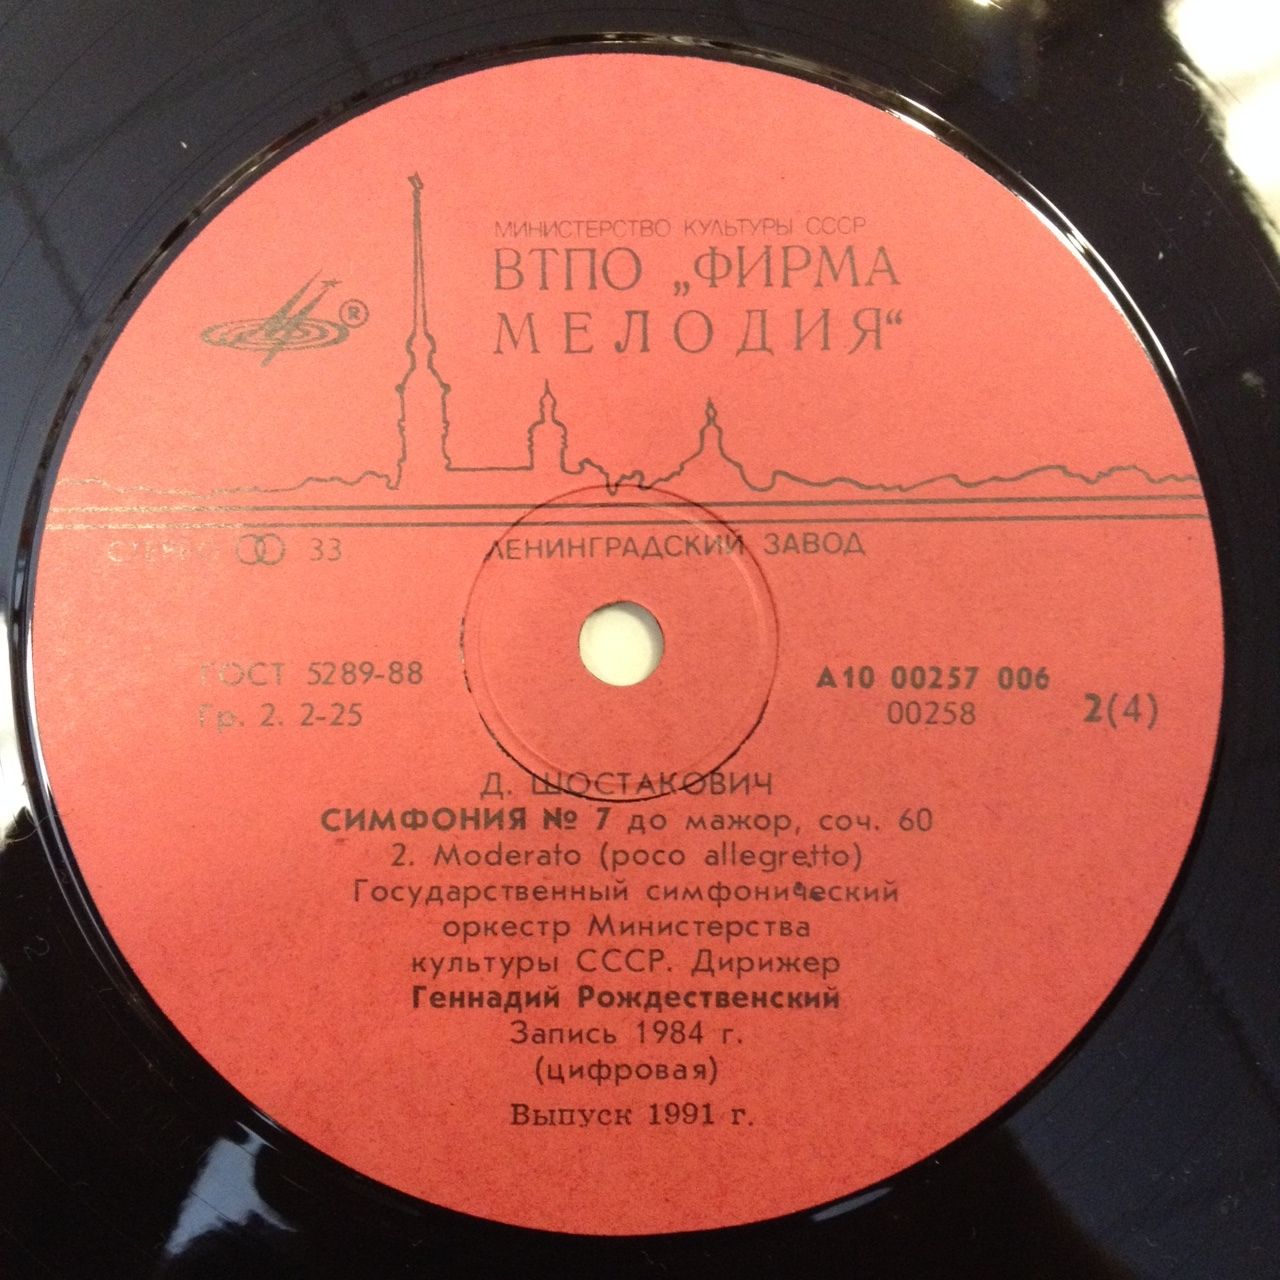 МИНИСТЕРСТВО КУЛЬТУРЫ СССР
ВТПО „ФИРМА
МЕЛОДИЯ“
®
СТЕРЕО 33
ЛЕНИНГРАДСКИЙ ЗАВОД
ГОСТ 5289-88
Гр. 2. 2-25
А10 00257 006
00258
2(4)
Д. ШОСТАКОВИЧ
СИМФОНИЯ № 7 до мажор, соч. 60
2. Moderato (poco allegretto)
Государственный симфонический
оркестр Министерства
культуры СССР. Дирижер
Геннадий Рождественский
Запись 1984 г.
(цифровая)
Выпуск 1991 г.